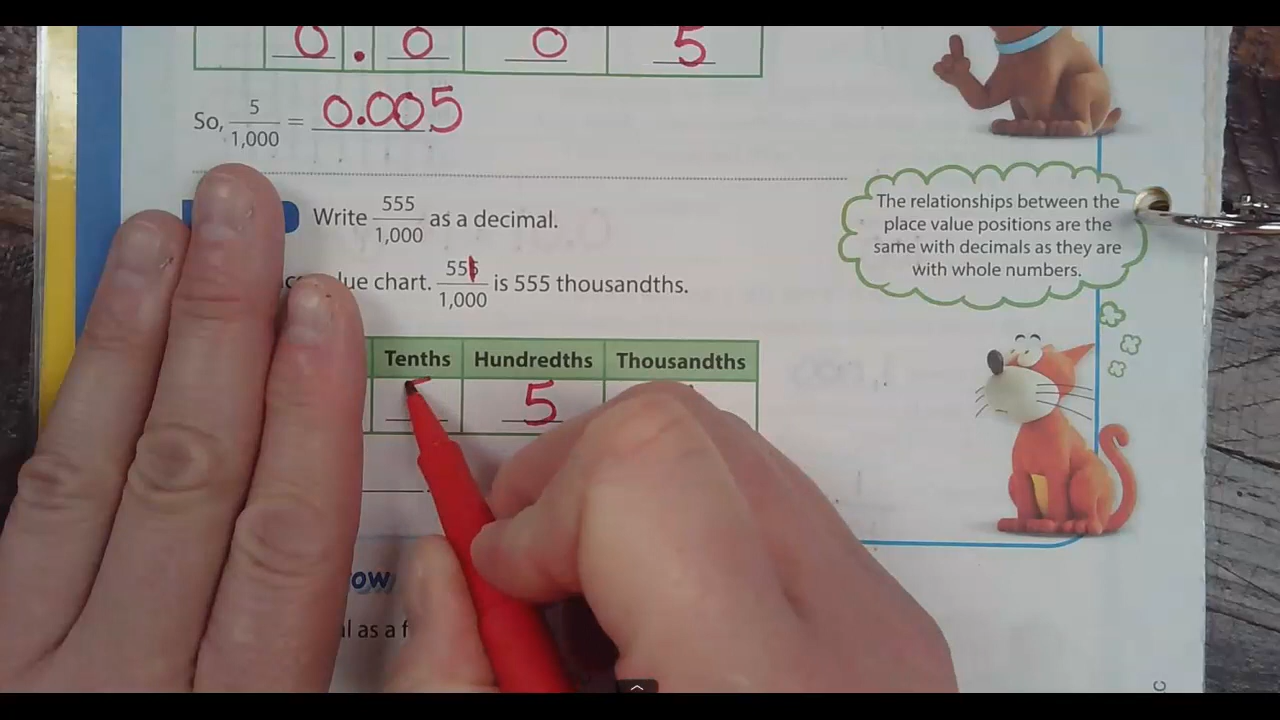 0 . 0 0 5
So, 5/1,000 = 0.005
Write 555/1,000 as a decimal.
chart. 555/1,000 is 555 thousandths.
Tenths Hundredths Thousandths
5
The relationships between the
place value positions are the
same with decimals as they are
with whole numbers.
as a